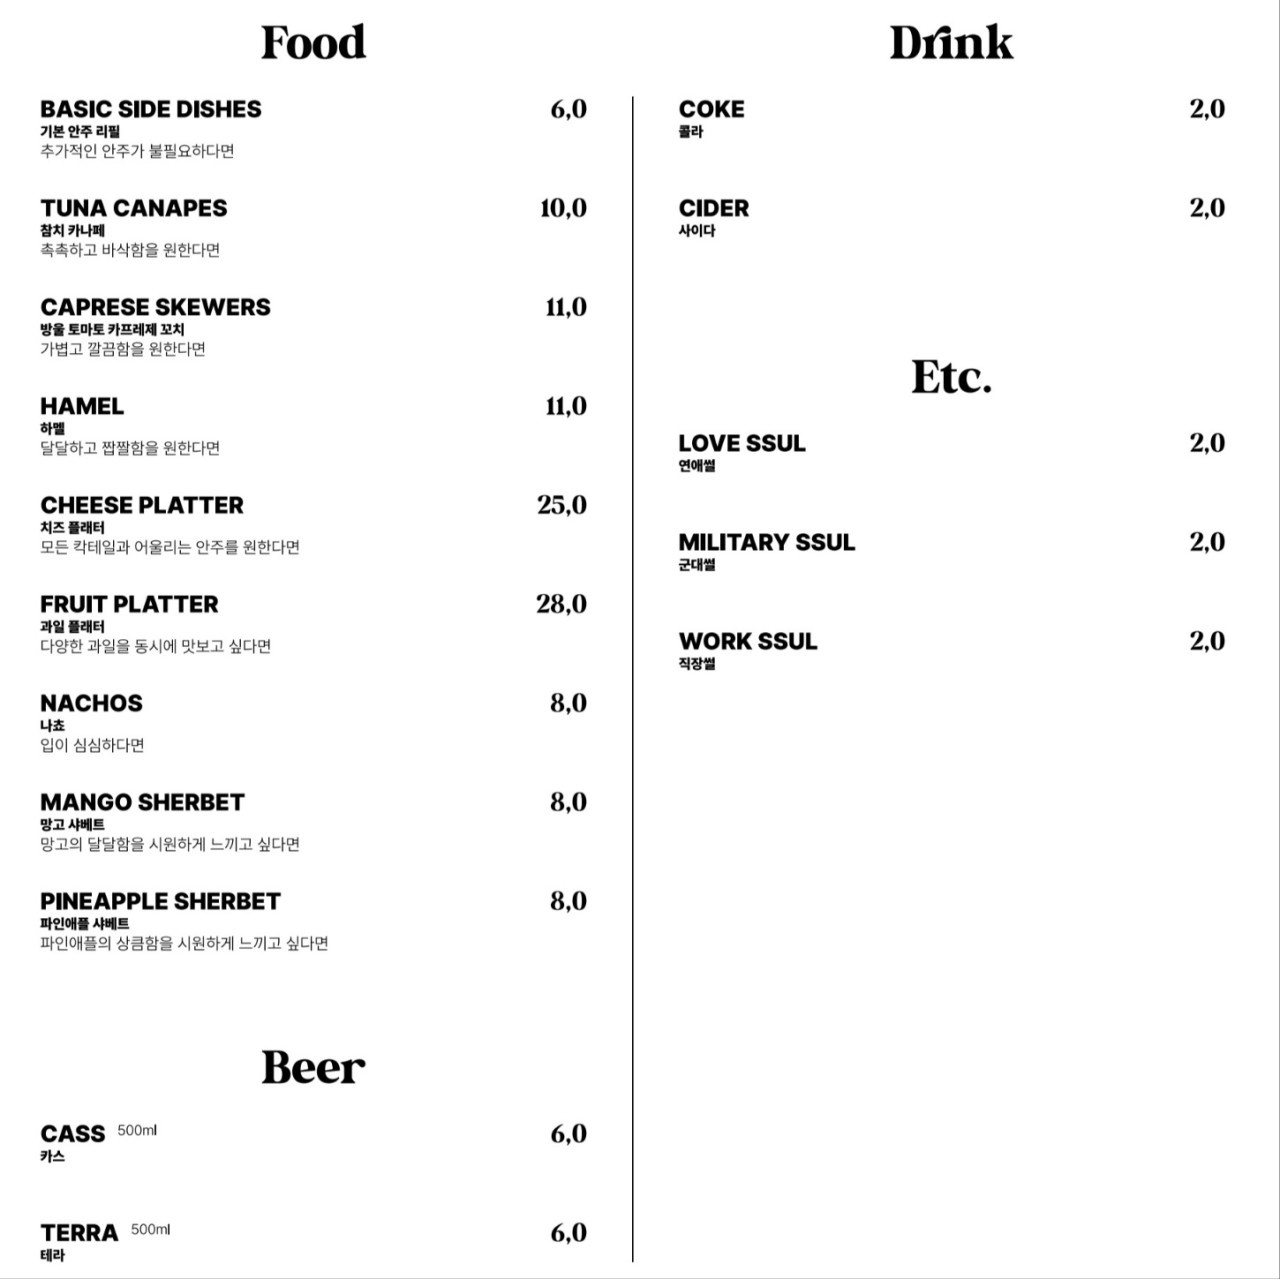 Food
BASIC SIDE DISHES 6,0
기본 안주 리필
추가적인 안주가 불필요하다면
TUNA CANAPES 10,0
참치 카나페
촉촉하고 바삭함을 원한다면
CAPRESE SKEWERS 11,0
방울 토마토 카프레제 꼬치
가볍고 깔끔함을 원한다면
HAMEL 11,0
하멜
달달하고 짭짤함을 원한다면
CHEESE PLATTER 25,0
치즈 플래터
모든 칵테일과 어울리는 안주를 원한다면
FRUIT PLATTER 28,0
과일 플래터
다양한 과일을 동시에 맛보고 싶다면
NACHOS 8,0
나쵸
입이 심심하다면
MANGO SHERBET 8,0
망고 샤베트
망고의 달달함을 시원하게 느끼고 싶다면
PINEAPPLE SHERBET 8,0
파인애플 샤베트
파인애플의 상큼함을 시원하게 느끼고 싶다면
Beer
CASS 500ml 6,0
카스
TERRA 500ml 6,0
테라
Drink
COKE 2,0
콜라
CIDER 2,0
사이다
Etc.
LOVE SSUL 2,0
연애썰
MILITARY SSUL 2,0
군대썰
WORK SSUL 2,0
직장썰